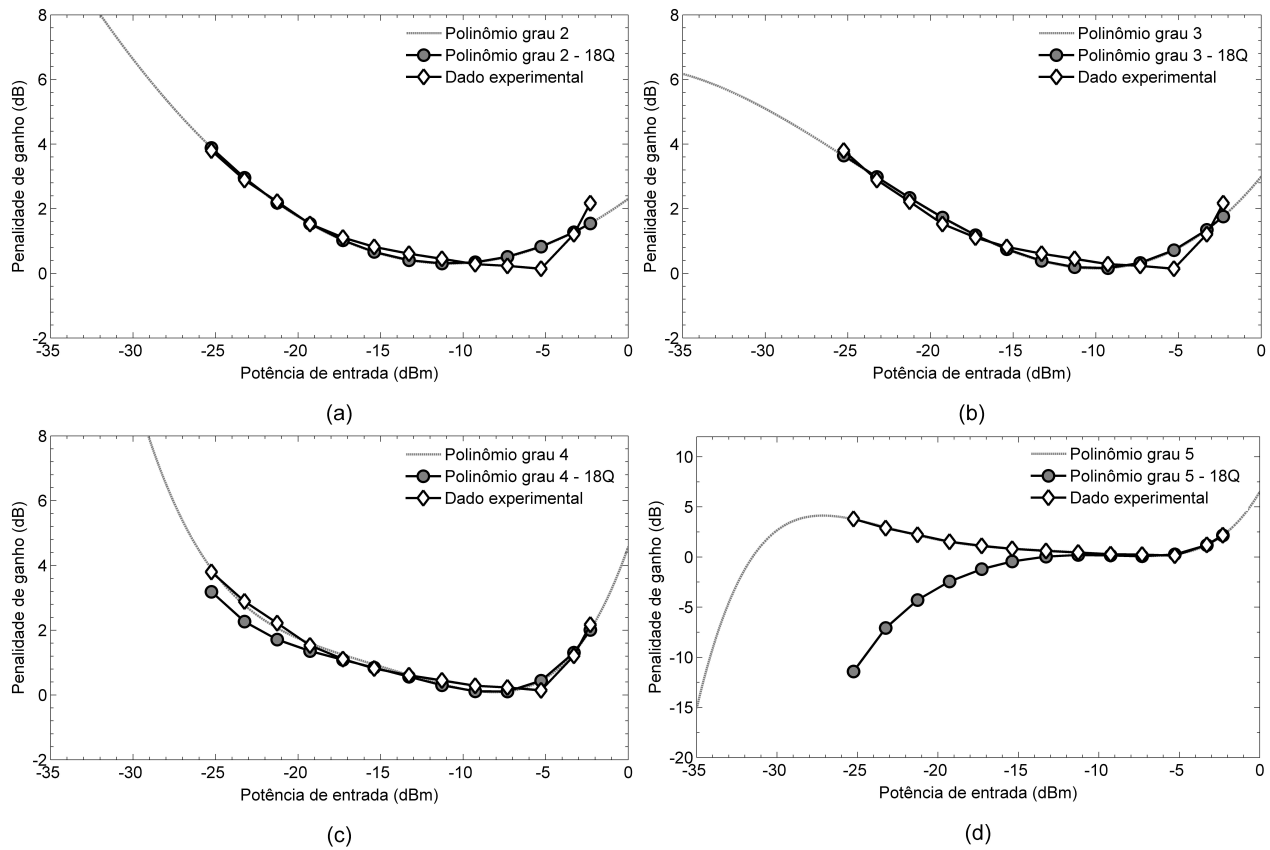 Polinômio grau 2
Polinômio grau 2 - 18Q
Dado experimental
Penalidade de ganho (dB)
8
6
4
2
0
-2
-35 -30 -25 -20 -15 -10 -5 0
Potência de entrada (dBm)
(a)
Polinômio grau 3
Polinômio grau 3 - 18Q
Dado experimental
Penalidade de ganho (dB)
8
6
4
2
0
-2
-35 -30 -25 -20 -15 -10 -5 0
Potência de entrada (dBm)
(b)
Polinômio grau 4
Polinômio grau 4 - 18Q
Dado experimental
Penalidade de ganho (dB)
8
6
4
2
0
-2
-35 -30 -25 -20 -15 -10 -5 0
Potência de entrada (dBm)
(c)
Polinômio grau 5
Polinômio grau 5 - 18Q
Dado experimental
Penalidade de ganho (dB)
10
5
0
-5
-10
-15
-20
-35 -30 -25 -20 -15 -10 -5 0
Potência de entrada (dBm)
(d)